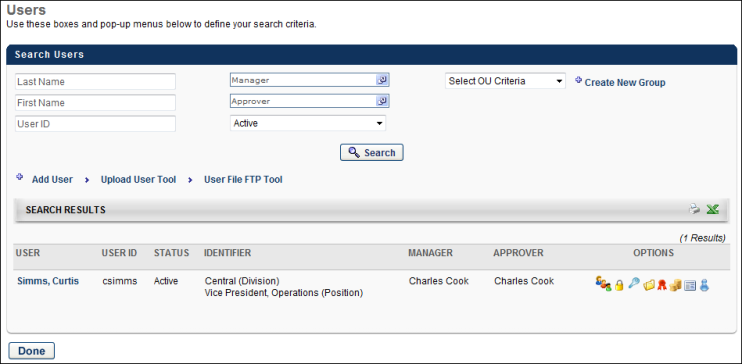 Users
Use these boxes and pop-up menus below to define your search criteria.
Search Users
Last Name
Manager
Select OU Criteria
Create New Group
First Name
Approver
User ID
Active
Search
Add User
Upload User Tool
User File FTP Tool
SEARCH RESULTS
(1 Results)
USER USER ID STATUS IDENTIFIER MANAGER APPROVER OPTIONS
Simms, Curtis csimms Active Central (Division) Charles Cook Charles Cook
Vice President, Operations (Position)
Done